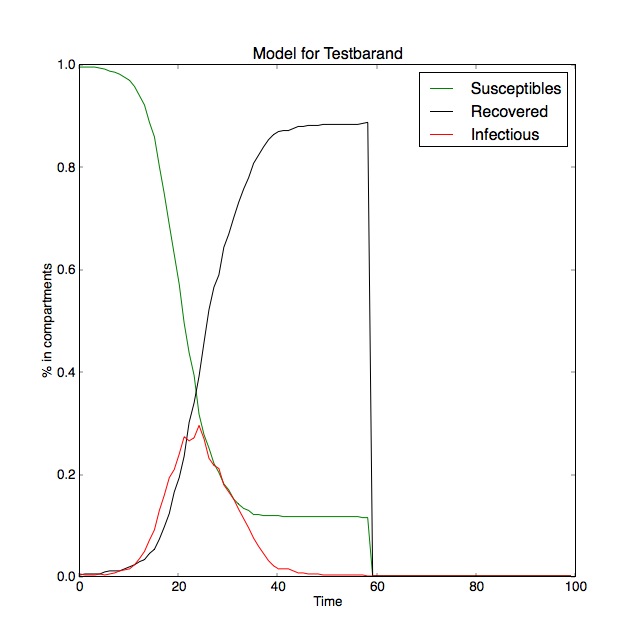 Model for Testbarand
1.0
Susceptibles
Recovered
Infectious
0.8
0.6
% in compartments
0.4
0.2
0.0
0 20 40 60 80 100
Time